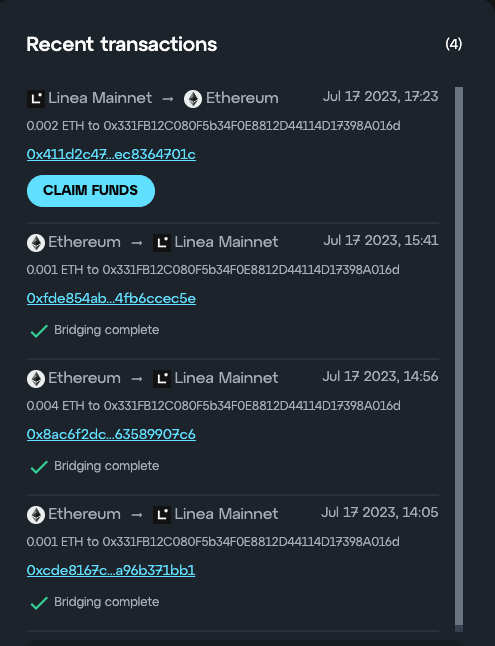 Recent transactions (4)
Linea Mainnet → Ethereum Jul 17 2023, 17:23
0.002 ETH to 0x331FB12C080F5b34F0E8812D44114D17398A016d
0x411d2c47...ec8364701c
CLAIM FUNDS
Ethereum → Linea Mainnet Jul 17 2023, 15:41
0.001 ETH to 0x331FB12C080F5b34F0E8812D44114D17398A016d
0xfde854ab...4fb6ccec5e
Bridging complete
Ethereum → Linea Mainnet Jul 17 2023, 14:56
0.004 ETH to 0x331FB12C080F5b34F0E8812D44114D17398A016d
0x8ac6f2dc...63589907c6
Bridging complete
Ethereum → Linea Mainnet Jul 17 2023, 14:05
0.001 ETH to 0x331FB12C080F5b34F0E8812D44114D17398A016d
0xcde8167c...a96b371bb1
Bridging complete